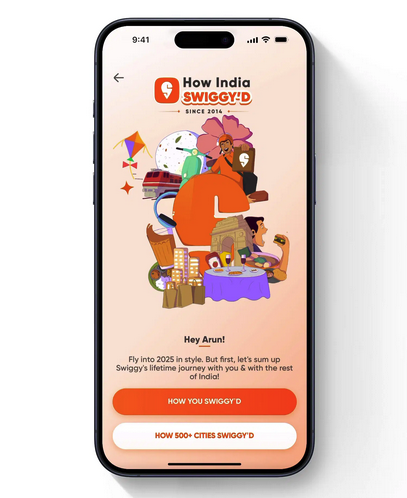 9:41
How India
SWIGGY'D
SINCE 2014
Hey Arun!
Fly into 2025 in style. But first, let's sum up
Swiggy's lifetime journey with you & with the rest
of India!
HOW YOU SWIGGY'D
HOW 500+ CITIES SWIGGY'D